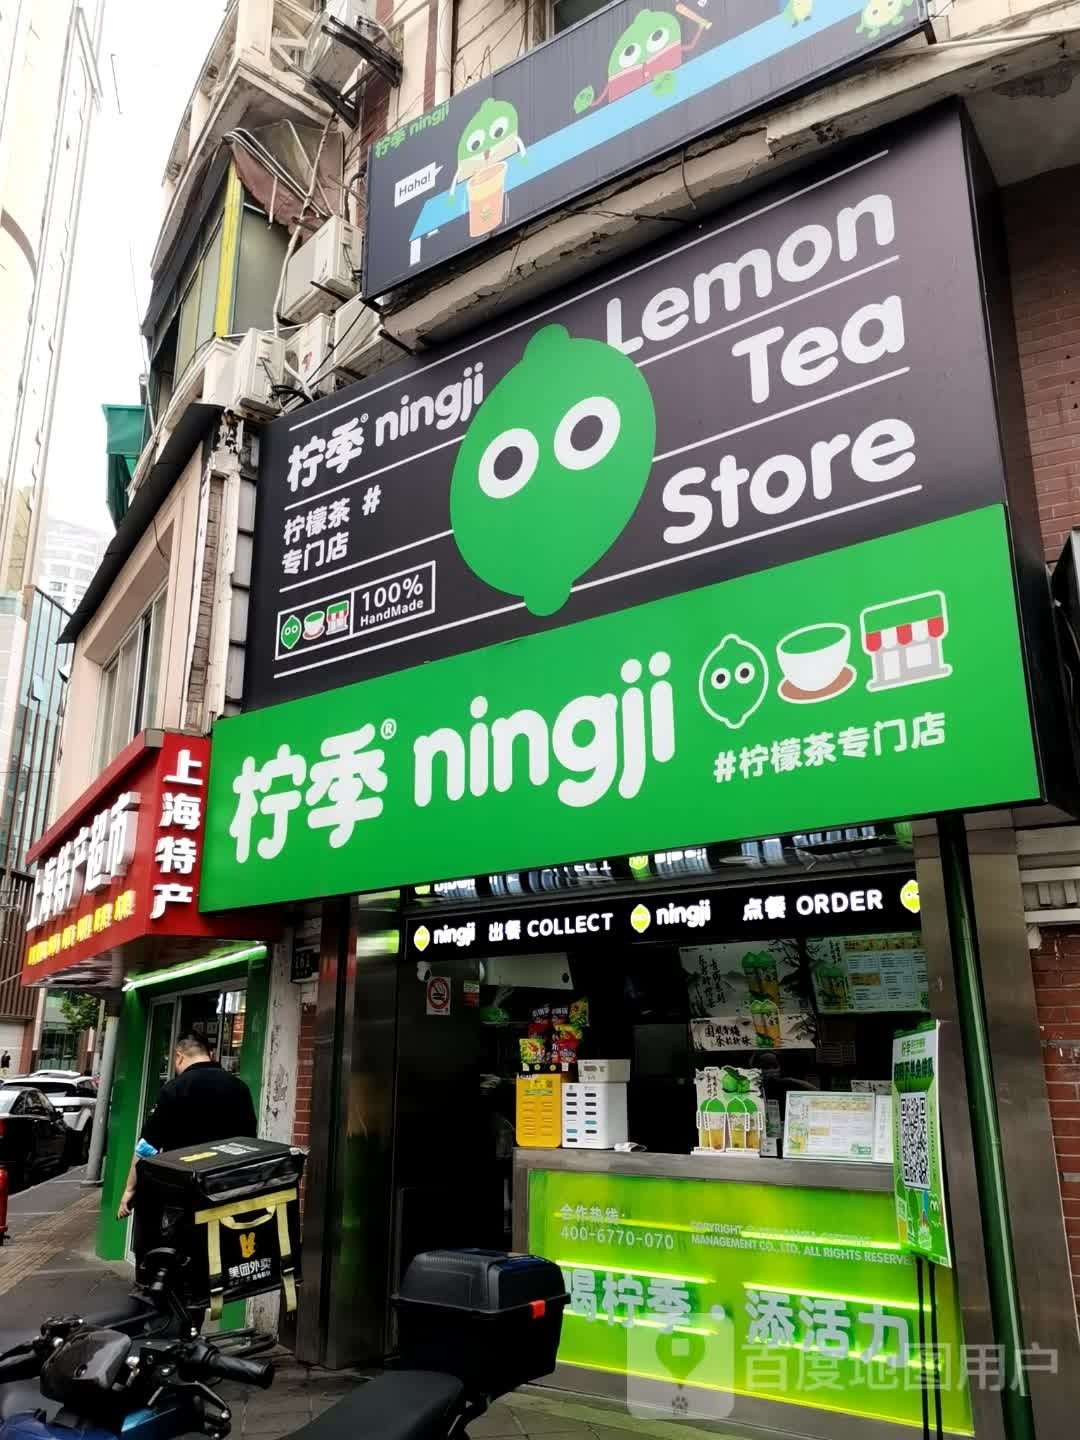 柠季 ningji
Haha!
柠季® ningji
Lemon
Tea
Store
柠檬茶 #
专门店
100%
HandMade
柠季® ningji
#柠檬茶专门店
上海特产超市
上海特产
ningji 出餐 COLLECT
ningji 点餐 ORDER
合作热线：
400-6770-070
MANAGEMENT CO., LTD. ALL RIGHTS RESERVE
喝柠季·添活力
美团外卖
百度地图用户